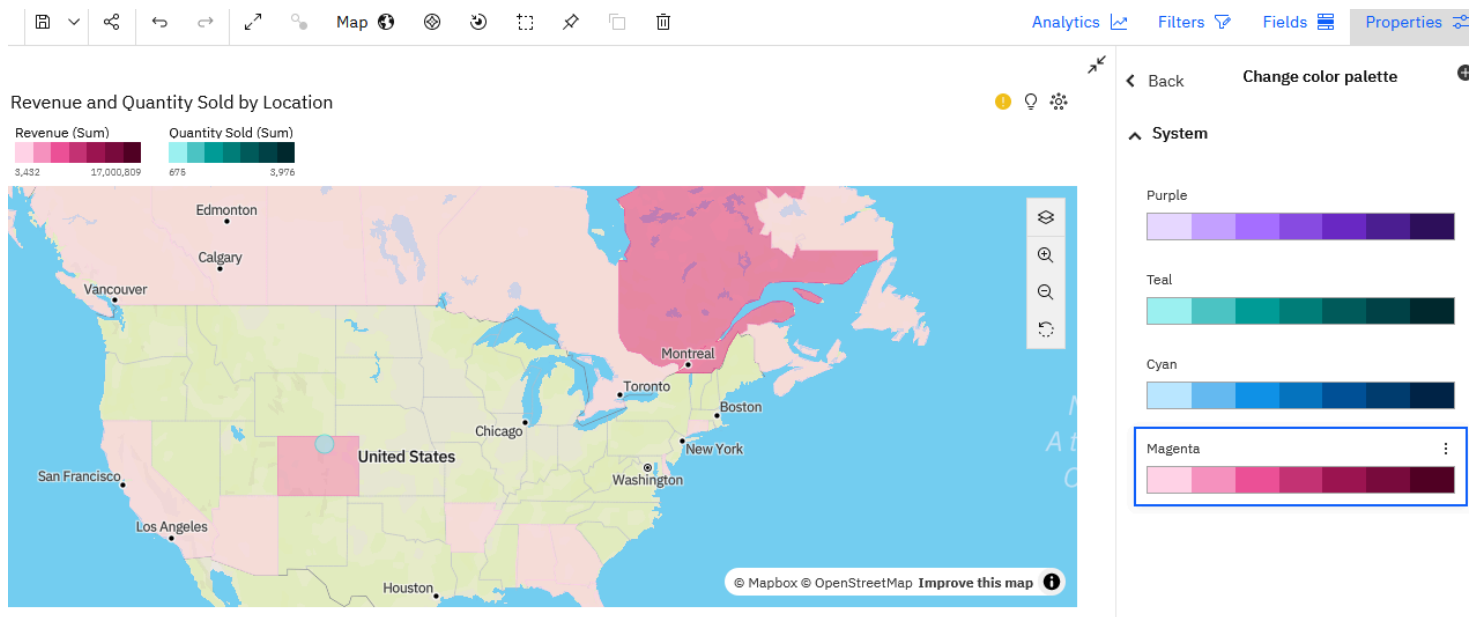 Map
Analytics
Filters
Fields
Properties
Back
Change color palette
Revenue and Quantity Sold by Location
Revenue (Sum)
3,432
17,000,809
Quantity Sold (Sum)
675
3,976
Edmonton
Calgary
Vancouver
Montreal
Toronto
Boston
Chicago
New York
United States
Washington
San Francisco
Los Angeles
Houston
© Mapbox © OpenStreetMap Improve this map
System
Purple
Teal
Cyan
Magenta